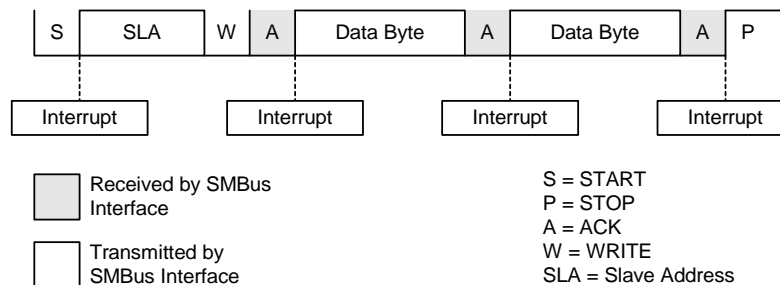 S SLA W A Data Byte A Data Byte A P
Interrupt Interrupt Interrupt Interrupt
Received by SMBus
Interface
Transmitted by
SMBus Interface
S = START
P = STOP
A = ACK
W = WRITE
SLA = Slave Address